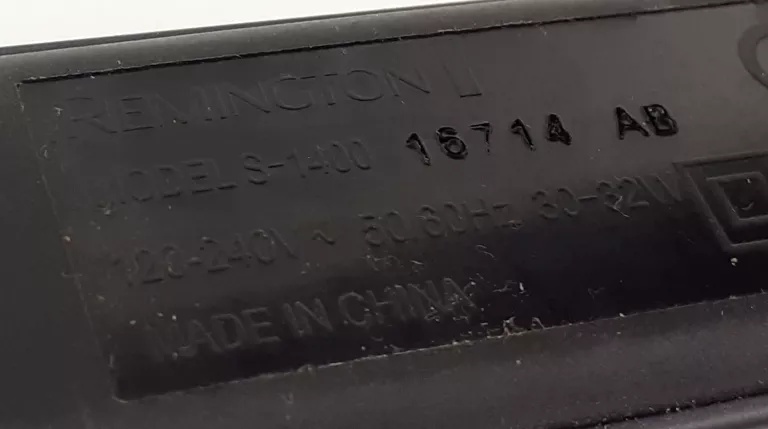 REMINGTON
MODEL S-1400 16714 AB
120-240V ~ 50/60Hz 30-32W
MADE IN CHINA